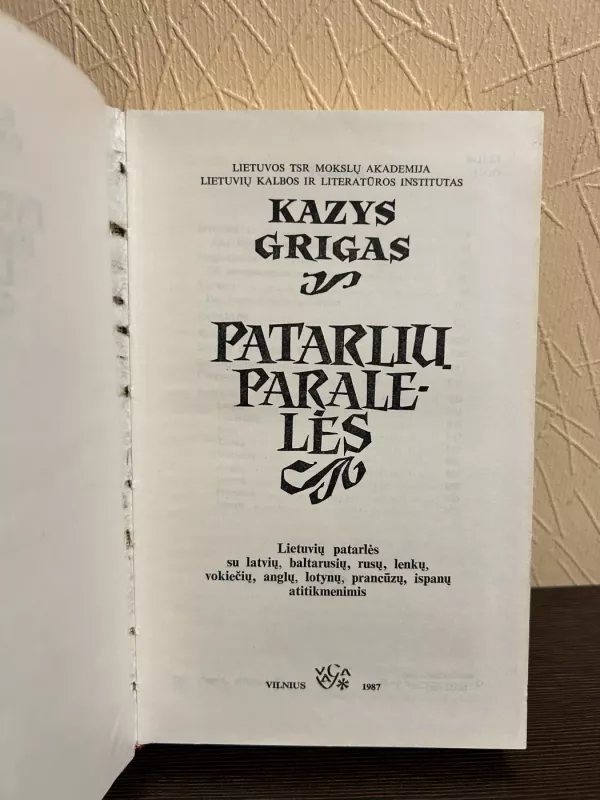 LIETUVOS TSR MOKSLŲ AKADEMIJA
LIETUVIŲ KALBOS IR LITERATŪROS INSTITUTAS
KAZYS
GRIGAS
PATARLIŲ
PARALE-
LĖS
Lietuvių patarlės
su latvių, baltarusių, rusų, lenkų,
vokiečių, anglų, lotynų, prancūzų, ispanų
atitikmenimis
VILNIUS VAGA 1987